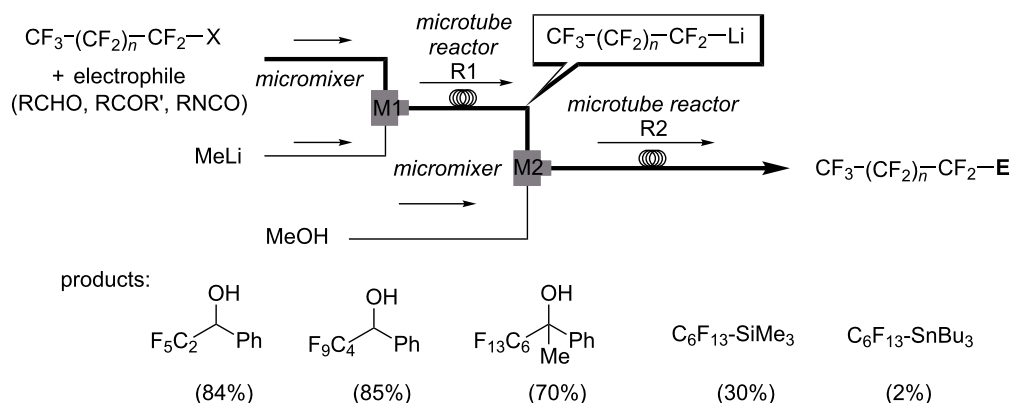 CF3-(CF2)n-CF2-X
+ electrophile
(RCHO, RCOR', RNCO)
MeLi
micromixer
M1
microtube
reactor
R1
CF3-(CF2)n-CF2-Li
microtube reactor
R2
micromixer
M2
MeOH
CF3-(CF2)n-CF2-E
products:
OH
F5C2
Ph
(84%)
OH
F9C4
Ph
(85%)
OH
F13C6
Ph
Me
(70%)
C6F13-SiMe3
(30%)
C6F13-SnBu3
(2%)